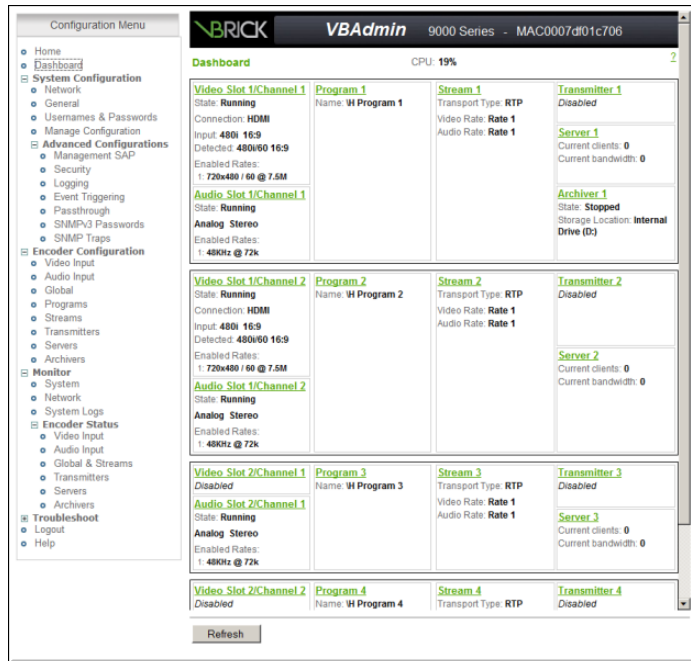 Configuration Menu
Home
Dashboard
System Configuration
Network
General
Usernames & Passwords
Manage Configuration
Advanced Configurations
Management SAP
Security
Logging
Event Triggering
Passthrough
SNMPv3 Passwords
SNMP Traps
Encoder Configuration
Video Input
Audio Input
Global
Programs
Streams
Transmitters
Servers
Archivers
Monitor
System
Network
System Logs
Encoder Status
Video Input
Audio Input
Global & Streams
Transmitters
Servers
Archivers
Troubleshoot
Logout
Help
VBRICK VBAdmin 9000 Series - MAC0007df01c706
Dashboard CPU: 19% ?
Video Slot 1/Channel 1
State: Running
Connection: HDMI
Input: 480i 16:9
Detected: 480i/60 16:9
Enabled Rates:
1: 720x480 / 60 @ 7.5M
Audio Slot 1/Channel 1
State: Running
Analog Stereo
Enabled Rates:
1: 48KHz @ 72k
Program 1
Name: \H Program 1
Stream 1
Transport Type: RTP
Video Rate: Rate 1
Audio Rate: Rate 1
Transmitter 1
Disabled
Server 1
Current clients: 0
Current bandwidth: 0
Archiver 1
State: Stopped
Storage Location: Internal
Drive (D:)
Video Slot 1/Channel 2
State: Running
Connection: HDMI
Input: 480i 16:9
Detected: 480i/60 16:9
Enabled Rates:
1: 720x480 / 60 @ 7.5M
Audio Slot 1/Channel 2
State: Running
Analog Stereo
Enabled Rates:
1: 48KHz @ 72k
Program 2
Name: \H Program 2
Stream 2
Transport Type: RTP
Video Rate: Rate 1
Audio Rate: Rate 1
Transmitter 2
Disabled
Server 2
Current clients: 0
Current bandwidth: 0
Video Slot 2/Channel 1
Disabled
Audio Slot 2/Channel 1
State: Running
Analog Stereo
Enabled Rates:
1: 48KHz @ 72k
Program 3
Name: \H Program 3
Stream 3
Transport Type: RTP
Video Rate: Rate 1
Audio Rate: Rate 1
Transmitter 3
Disabled
Server 3
Current clients: 0
Current bandwidth: 0
Video Slot 2/Channel 2
Disabled
Program 4
Name: \H Program 4
Stream 4
Transport Type: RTP
Transmitter 4
Disabled
Refresh